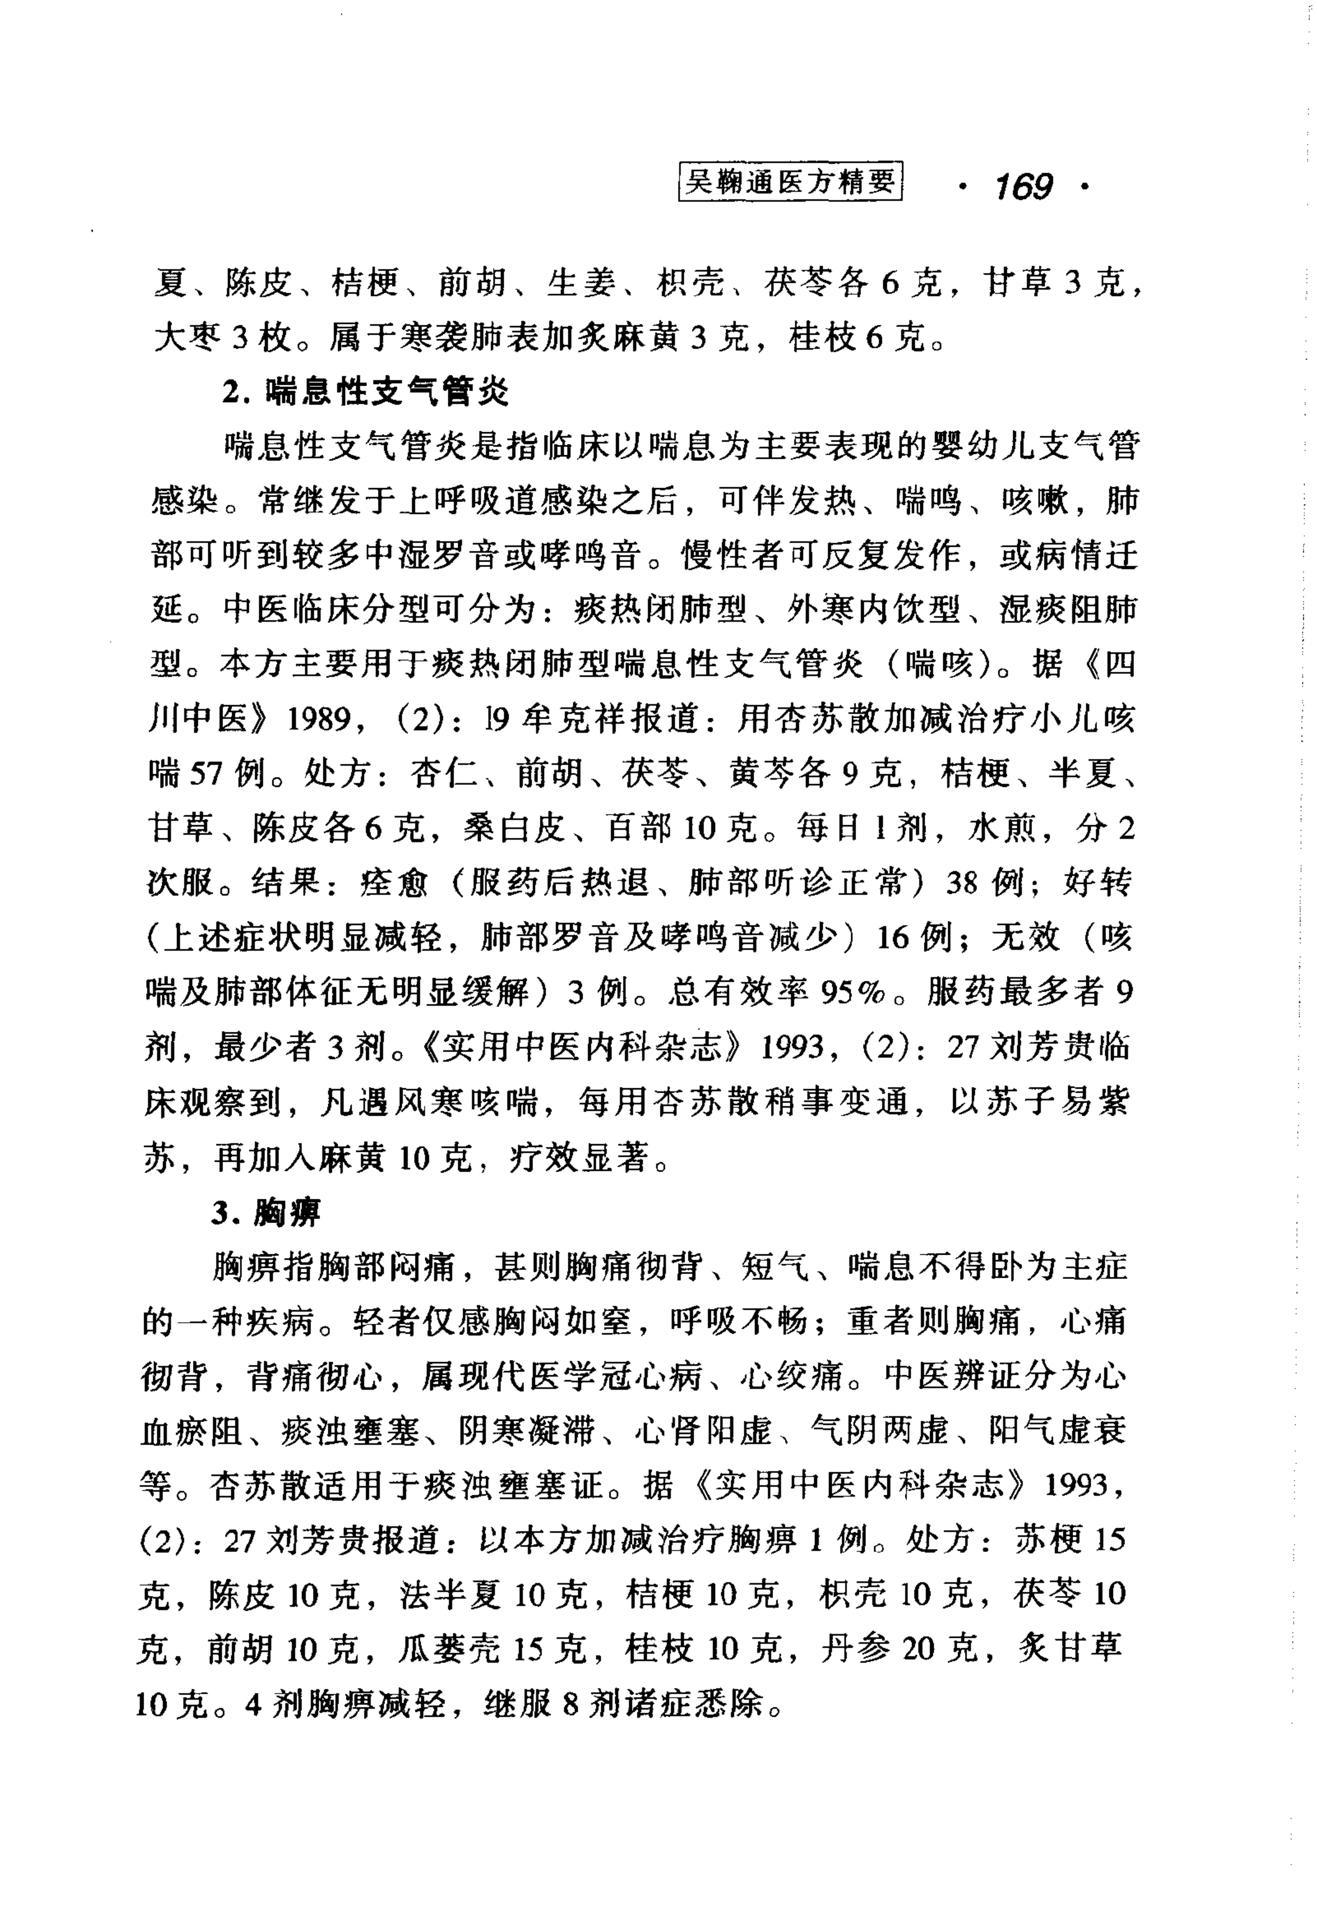 吴鞠通医方精要 · 169 ·
夏、陈皮、桔梗、前胡、生姜、枳壳、茯苓各 6 克，甘草 3 克，
大枣 3 枚。属于寒袭肺表加炙麻黄 3 克，桂枝 6 克。
2. 喘息性支气管炎
喘息性支气管炎是指临床以喘息为主要表现的婴幼儿支气管
感染。常继发于上呼吸道感染之后，可伴发热、喘鸣、咳嗽，肺
部可听到较多中湿罗音或哮鸣音。慢性者可反复发作，或病情迁
延。中医临床分型可分为：痰热闭肺型、外寒内饮型、湿痰阻肺
型。本方主要用于痰热闭肺型喘息性支气管炎（喘咳）。据《四
川中医》1989，（2）：19 牟克祥报道：用杏苏散加减治疗小儿咳
喘 57 例。处方：杏仁、前胡、茯苓、黄芩各 9 克，桔梗、半夏、
甘草、陈皮各 6 克，桑白皮、百部 10 克。每日 1 剂，水煎，分 2
次服。结果：痊愈（服药后热退、肺部听诊正常）38 例；好转
（上述症状明显减轻，肺部罗音及哮鸣音减少）16 例；无效（咳
喘及肺部体征无明显缓解）3 例。总有效率 95%。服药最多者 9
剂，最少者 3 剂。《实用中医内科杂志》1993，（2）：27 刘芳贵临
床观察到，凡遇风寒咳喘，每用杏苏散稍事变通，以苏子易紫
苏，再加入麻黄 10 克，疗效显著。
3. 胸痹
胸痹指胸部闷痛，甚则胸痛彻背、短气、喘息不得卧为主症
的一种疾病。轻者仅感胸闷如窒，呼吸不畅；重者则胸痛，心痛
彻背，背痛彻心，属现代医学冠心病、心绞痛。中医辨证分为心
血瘀阻、痰浊壅塞、阴寒凝滞、心肾阳虚、气阴两虚、阳气虚衰
等。杏苏散适用于痰浊壅塞证。据《实用中医内科杂志》1993，
（2）：27 刘芳贵报道：以本方加减治疗胸痹 1 例。处方：苏梗 15
克，陈皮 10 克，法半夏 10 克，桔梗 10 克，枳壳 10 克，茯苓 10
克，前胡 10 克，瓜蒌壳 15 克，桂枝 10 克，丹参 20 克，炙甘草
10 克。4 剂胸痹减轻，继服 8 剂诸症悉除。